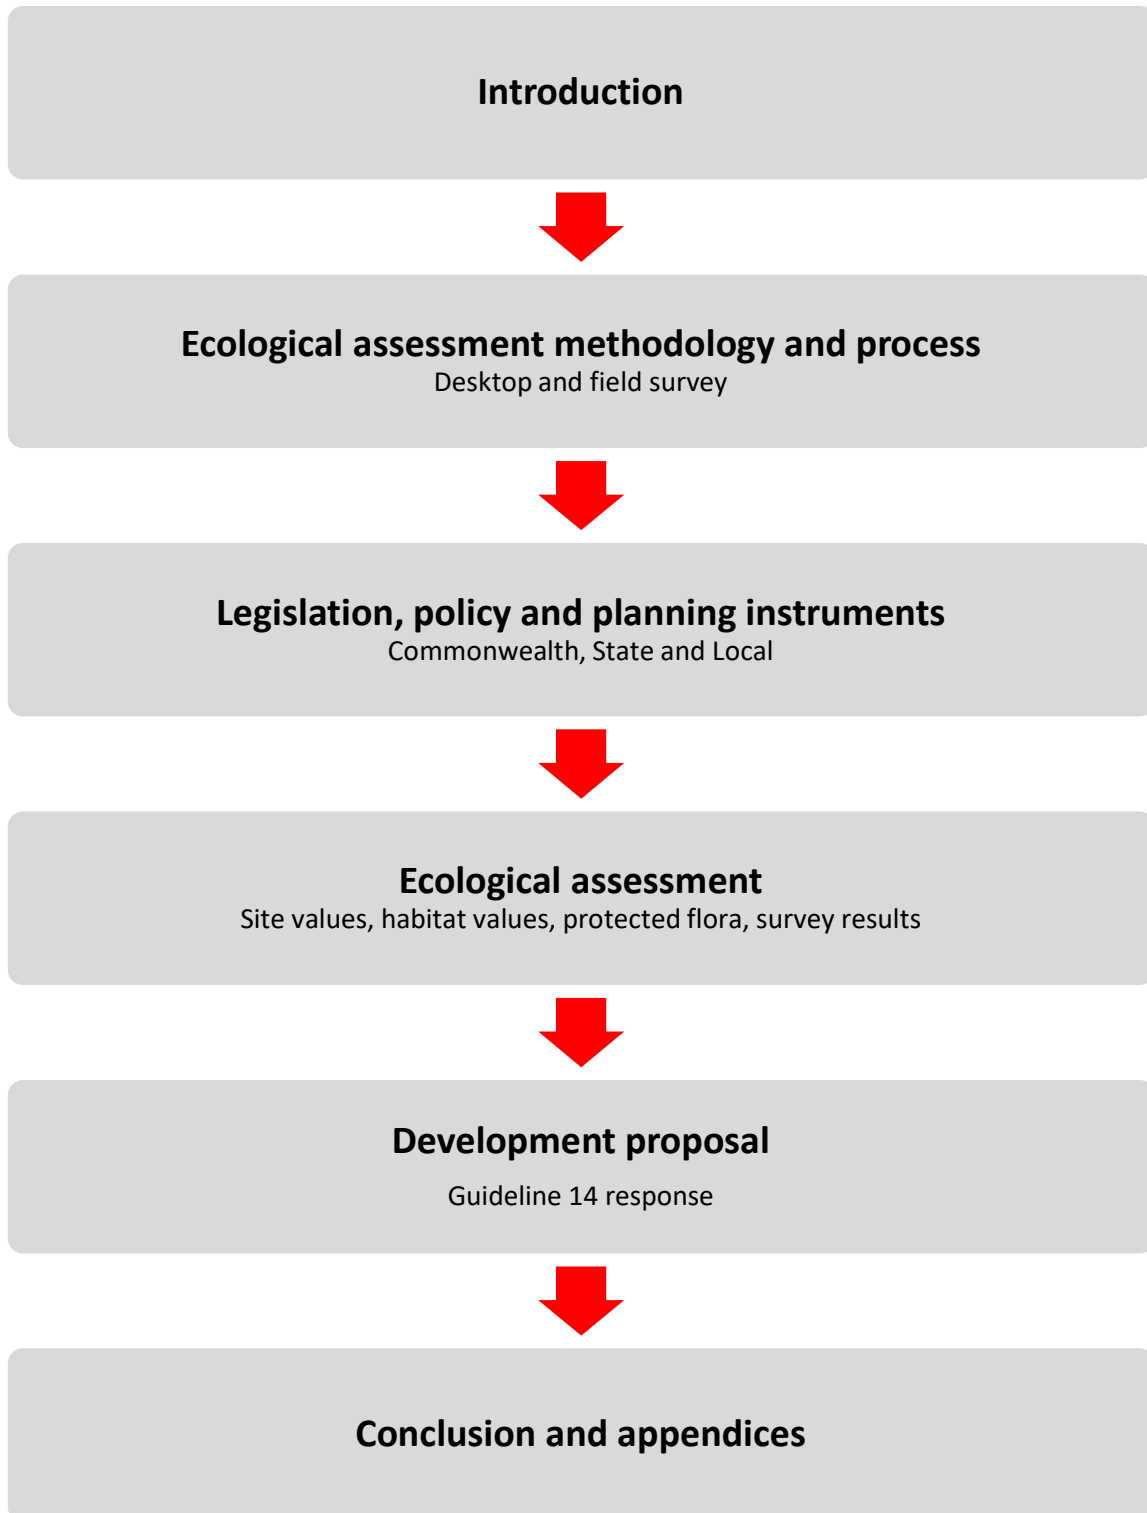 Introduction
Ecological assessment methodology and process
Desktop and field survey
Legislation, policy and planning instruments
Commonwealth, State and Local
Ecological assessment
Site values, habitat values, protected flora, survey results
Development proposal
Guideline 14 response
Conclusion and appendices